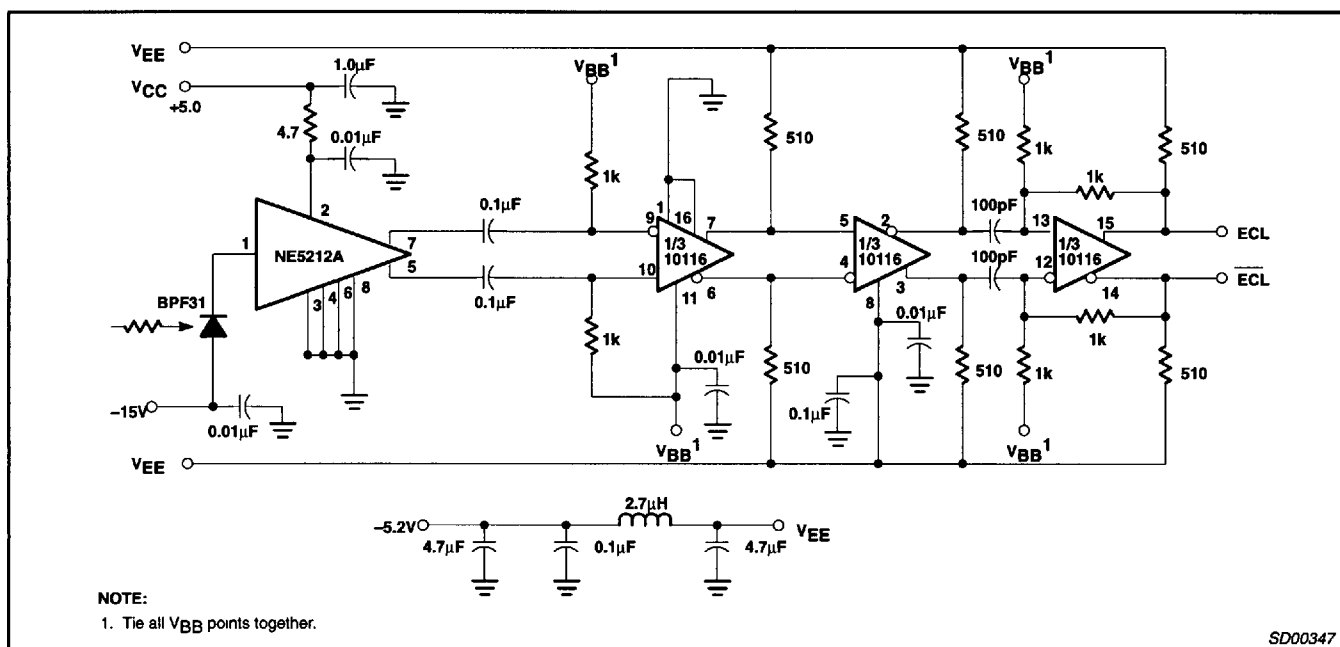 VEE
VCC
+5.0
1.0µF
4.7
0.01µF
2
1
NE5212A
7
5
3
4
6
8
BPF31
–15V
0.01µF
VEE
0.1µF
0.1µF
VBB1
1k
1k
9
1
16
7
1/3
10116
10
11
6
0.01µF
VBB1
510
510
5
2
1/3
10116
4
3
8
0.01µF
0.1µF
510
510
100pF
100pF
VBB1
1k
1k
13
15
1/3
10116
12
14
1k
1k
VBB1
510
510
ECL
ECL
–5.2V
4.7µF
0.1µF
2.7µH
4.7µF
VEE
NOTE:
1. Tie all VBB points together.
SD00347